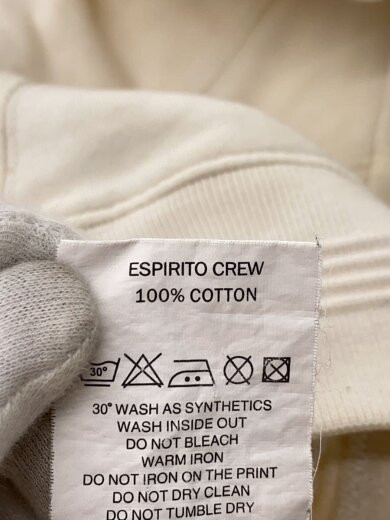 ESPIRITO CREW
100% COTTON
30°
30° WASH AS SYNTHETICS
WASH INSIDE OUT
DO NOT BLEACH
WARM IRON
DO NOT IRON ON THE PRINT
DO NOT DRY CLEAN
DO NOT TUMBLE DRY